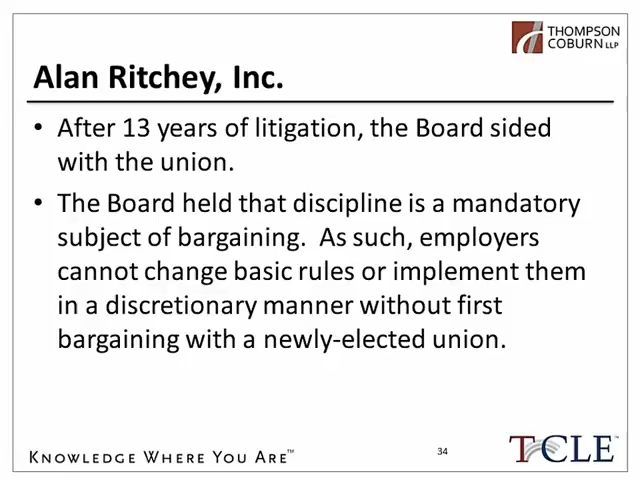 THOMPSON
COBURN LLP
Alan Ritchey, Inc.
• After 13 years of litigation, the Board sided
with the union.
• The Board held that discipline is a mandatory
subject of bargaining.  As such, employers
cannot change basic rules or implement them
in a discretionary manner without first
bargaining with a newly-elected union.
KNOWLEDGE WHERE YOU ARE™
34
TCLE™